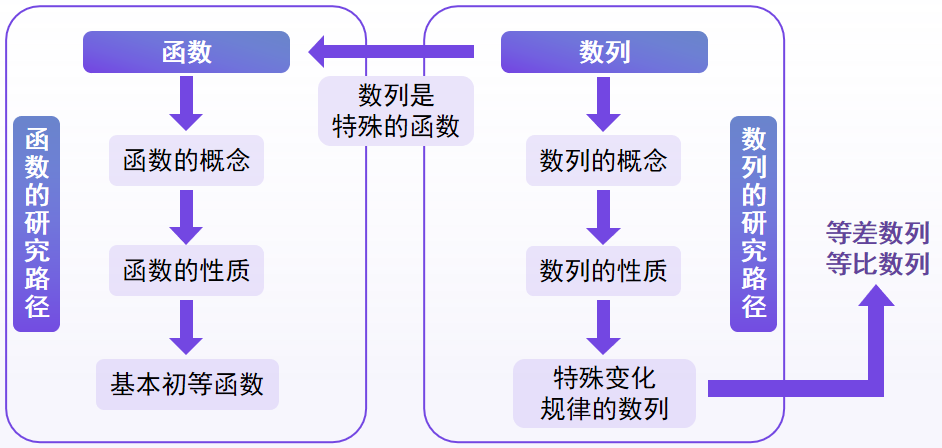 函数
数列
数列是
特殊的函数
函数的研究路径
函数的概念
函数的性质
基本初等函数
数列的概念
数列的性质
特殊变化
规律的数列
数列的研究路径
等差数列
等比数列